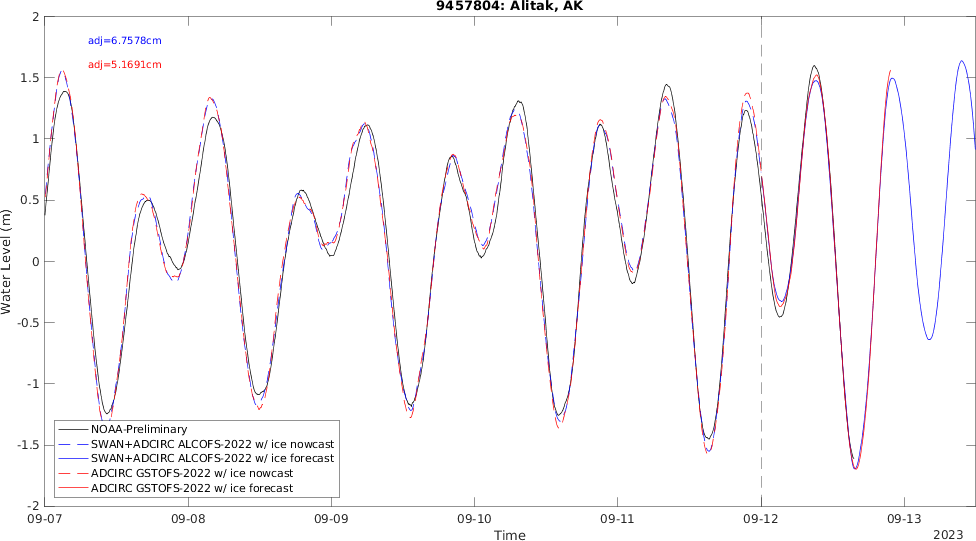 9457804: Alitak, AK
adj=6.7578cm
adj=5.1691cm
Water Level (m)
2
1.5
1
0.5
0
-0.5
-1
-1.5
-2
NOAA-Preliminary
SWAN+ADCIRC ALCOFS-2022 w/ ice nowcast
SWAN+ADCIRC ALCOFS-2022 w/ ice forecast
ADCIRC GSTOFS-2022 w/ ice nowcast
ADCIRC GSTOFS-2022 w/ ice forecast
09-07 09-08 09-09 09-10 09-11 09-12 09-13
Time
2023